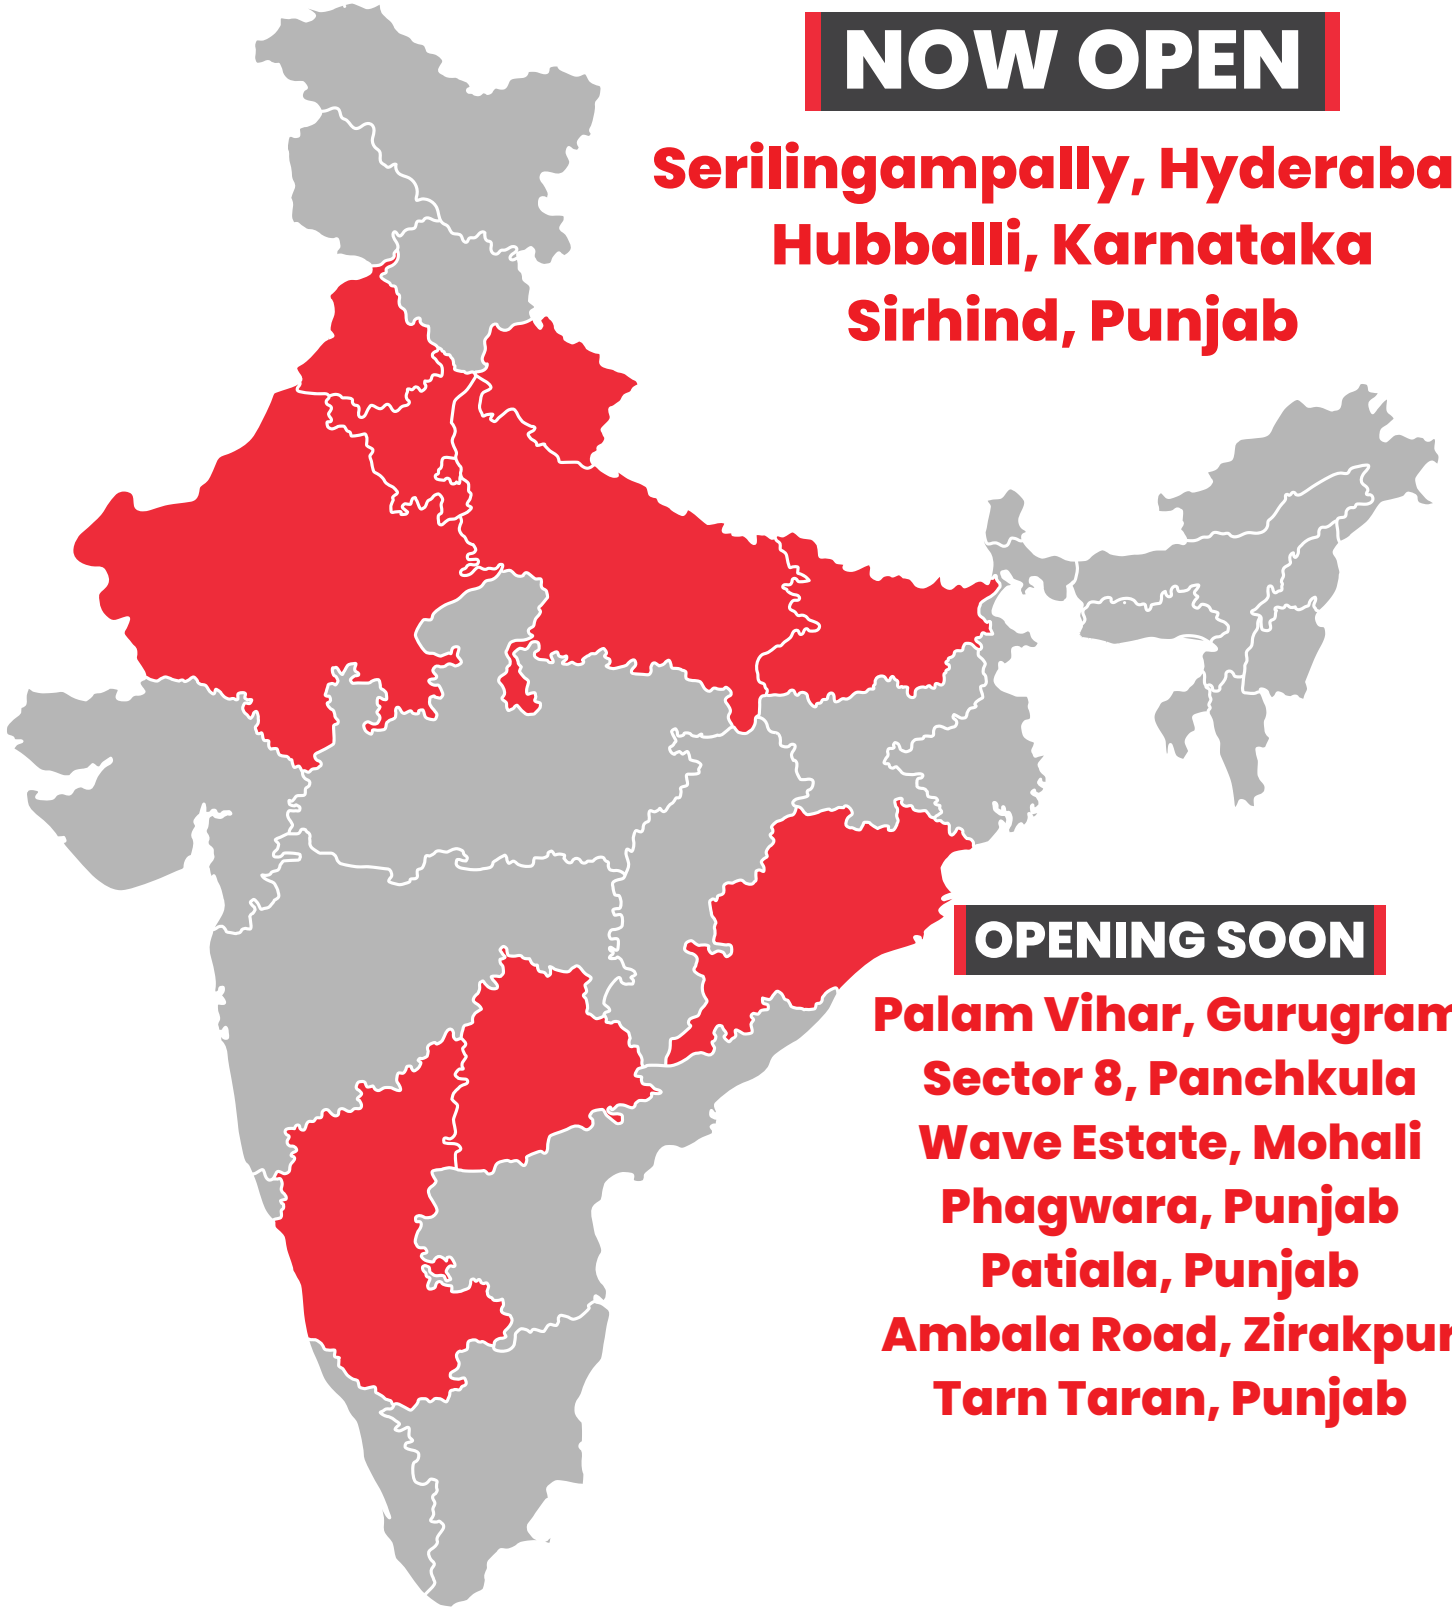 NOW OPEN
Serilingampally, Hyderaba
Hubballi, Karnataka
Sirhind, Punjab
OPENING SOON
Palam Vihar, Gurugram
Sector 8, Panchkula
Wave Estate, Mohali
Phagwara, Punjab
Patiala, Punjab
Ambala Road, Zirakpur
Tarn Taran, Punjab